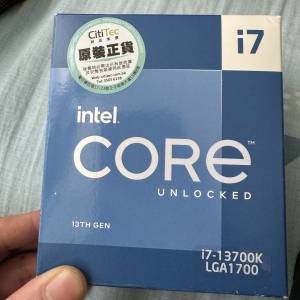 CitiTec
原裝正貨
i7
intel.
CORE
UNLOCKED
13TH GEN
i7-13700K
LGA1700